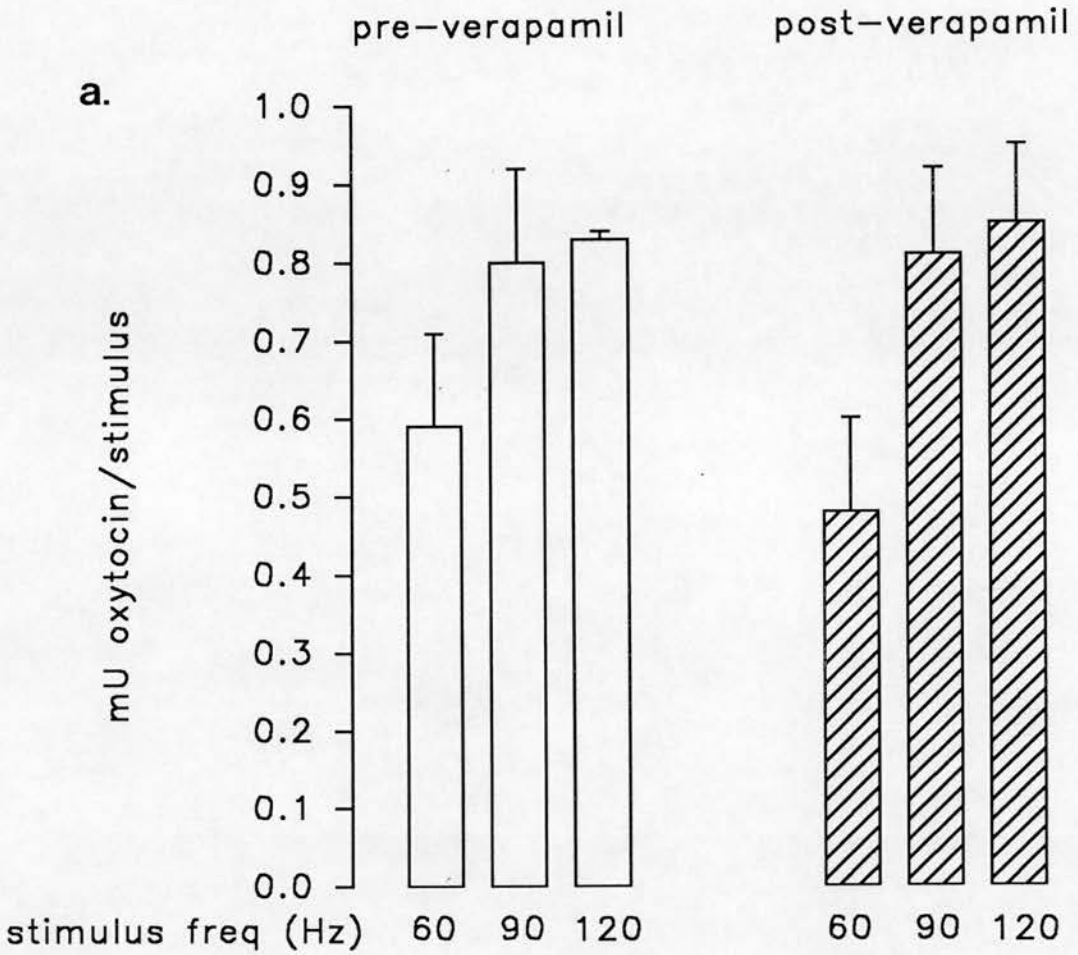 pre-verapamil
post-verapamil
a.
1.0
0.9
0.8
0.7
0.6
0.5
0.4
0.3
0.2
0.1
0.0
mU oxytocin/stimulus
stimulus freq (Hz) 60 90 120 60 90 120